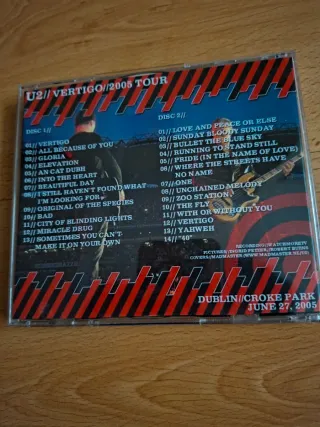 U2// VERTIGO//2005 TOUR
DISC 1//
01// VERTIGO
02// ALL BECAUSE OF YOU
03// GLORIA
04// ELEVATION
05// AN CAT DUBH
06// INTO THE HEART
07// BEAUTIFUL DAY
08// I STILL HAVEN'T FOUND WHAT
I'M LOOKING FOR
09// ORIGINAL OF THE SPECIES
10// BAD
11// CITY OF BLINDING LIGHTS
12// MIRACLE DRUG
13// SOMETIMES YOU CAN'T
MAKE IT ON YOUR OWN
DISC 2//
01// LOVE AND PEACE OR ELSE
02// SUNDAY BLOODY SUNDAY
03// BULLET THE BLUE SKY
04// RUNNING TO STAND STILL
05// PRIDE (IN THE NAME OF LOVE)
06// WHERE THE STREETS HAVE
NO NAME
07// ONE
08// UNCHAINED MELODY
09// ZOO STATION
10// THE FLY
11// WITH OR WITHOUT YOU
12// VERTIGO
13// YAHWEH
14// "40"
DUBLIN//CROKE PARK
JUNE 27, 2005